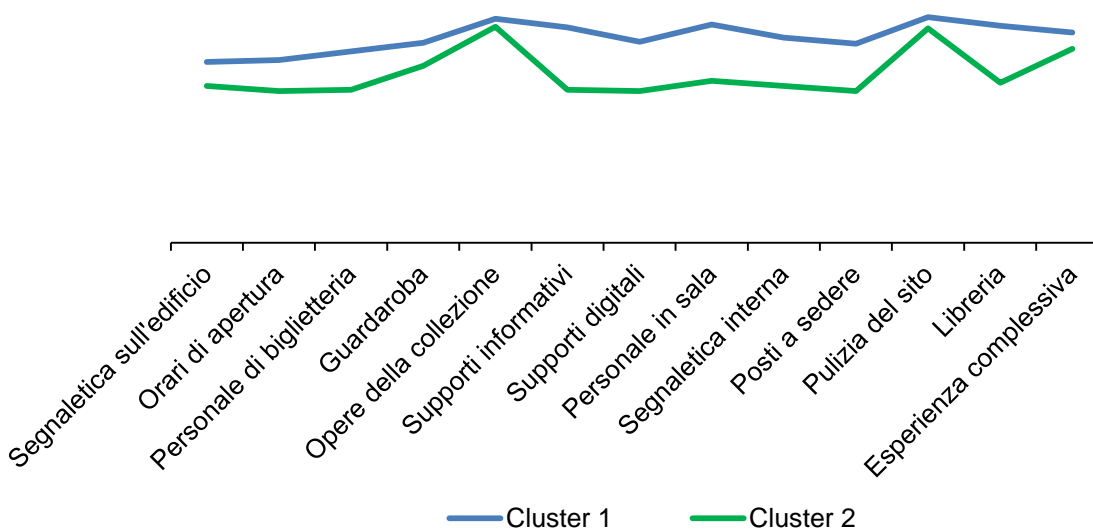 Segnaletica sull'edificio
Orari di apertura
Personale di biglietteria
Guardaroba
Opere della collezione
Supporti informativi
Supporti digitali
Personale in sala
Segnaletica interna
Posti a sedere
Pulizia del sito
Libreria
Esperienza complessiva
Cluster 1
Cluster 2